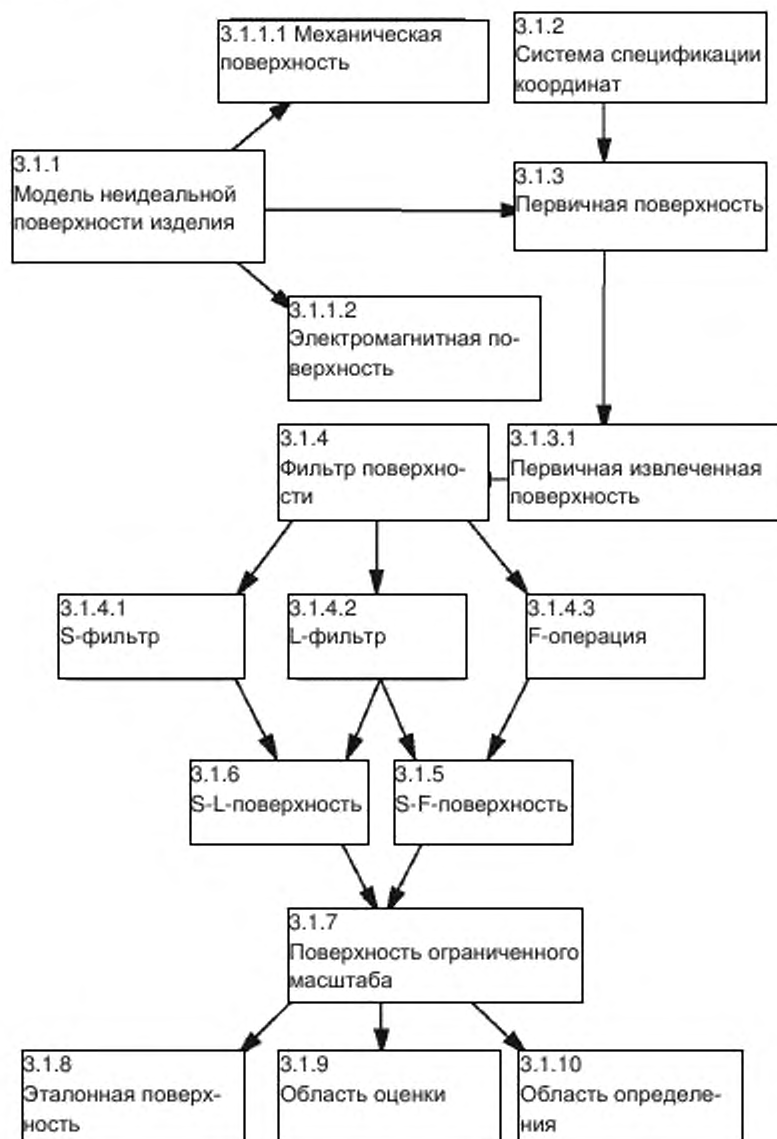 3.1.1.1 Механическая
поверхность
3.1.2
Система спецификации
координат
3.1.1
Модель неидеальной
поверхности изделия
3.1.3
Первичная поверхность
3.1.1.2
Электромагнитная по-
верхность
3.1.4
Фильтр поверхно-
сти
3.1.3.1
Первичная извлеченная
поверхность
3.1.4.1
S-фильтр
3.1.4.2
L-фильтр
3.1.4.3
F-операция
3.1.6
S-L-поверхность
3.1.5
S-F-поверхность
3.1.7
Поверхность ограниченного
масштаба
3.1.8
Эталонная поверх-
ность
3.1.9
Область оценки
3.1.10
Область определе-
ния